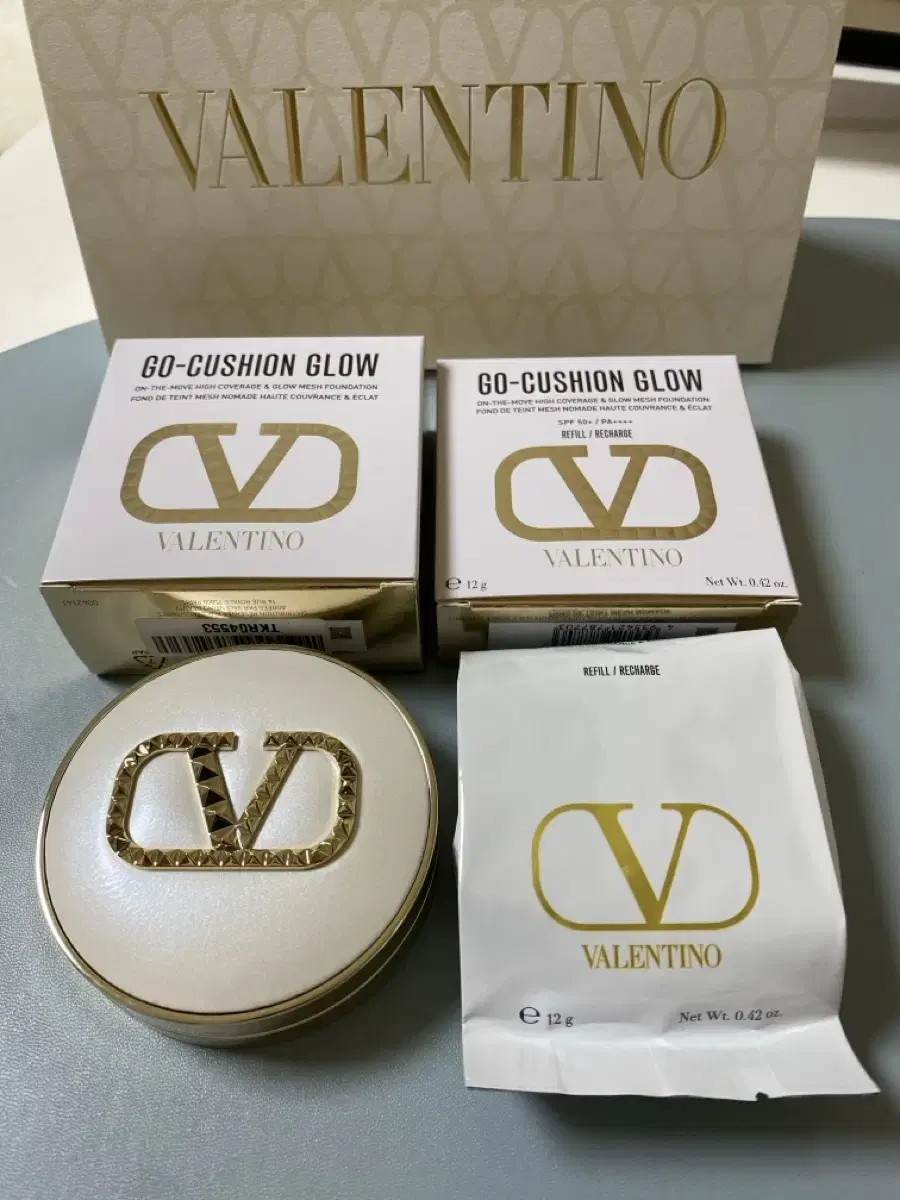 VALENTINO
GO-CUSHION GLOW
ON-THE-MOVE HIGH COVERAGE & GLOW MESH FOUNDATION
FOND DE TEINT MESH NOMADE HAUTE COUVRANCE & ÉCLAT
VALENTINO
TKR04553
GO-CUSHION GLOW
ON-THE-MOVE HIGH COVERAGE & GLOW MESH FOUNDATION
FOND DE TEINT MESH NOMADE HAUTE COUVRANCE & ÉCLAT
SPF 50+ / PA++++
REFILL / RECHARGE
VALENTINO
℮ 12 g
Net Wt. 0.42 oz.
REFILL / RECHARGE
VALENTINO
℮ 12 g
Net Wt. 0.42 oz.